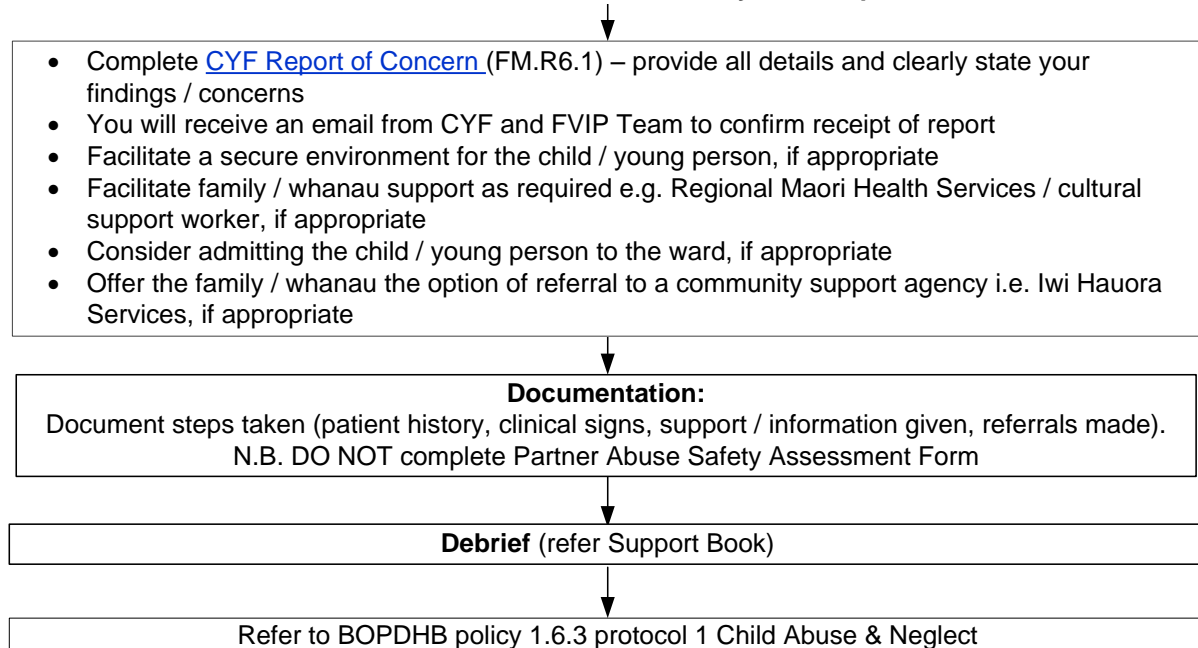 • Complete CYF Report of Concern (FM.R6.1) – provide all details and clearly state your
findings / concerns
• You will receive an email from CYF and FVIP Team to confirm receipt of report
• Facilitate a secure environment for the child / young person, if appropriate
• Facilitate family / whanau support as required e.g. Regional Maori Health Services / cultural
support worker, if appropriate
• Consider admitting the child / young person to the ward, if appropriate
• Offer the family / whanau the option of referral to a community support agency i.e. Iwi Hauora
Services, if appropriate
Documentation:
Document steps taken (patient history, clinical signs, support / information given, referrals made).
N.B. DO NOT complete Partner Abuse Safety Assessment Form
Debrief (refer Support Book)
Refer to BOPDHB policy 1.6.3 protocol 1 Child Abuse & Neglect